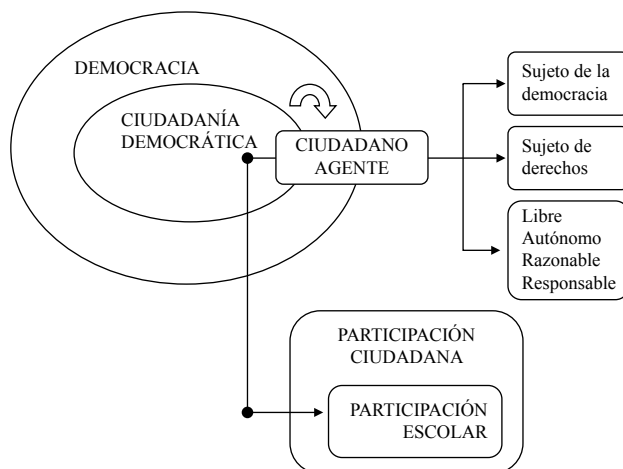 DEMOCRACIA
CIUDADANÍA
DEMOCRÁTICA
CIUDADANO
AGENTE
Sujeto de la
democracia
Sujeto de
derechos
Libre
Autónomo
Razonable
Responsable
PARTICIPACIÓN
CIUDADANA
PARTICIPACIÓN
ESCOLAR